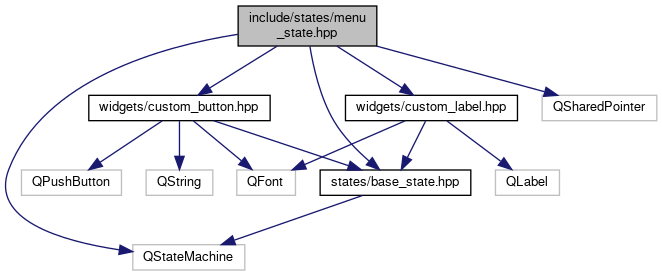 include/states/menu
_state.hpp
widgets/custom_button.hpp
widgets/custom_label.hpp
QSharedPointer
QPushButton
QString
QFont
states/base_state.hpp
QLabel
QStateMachine